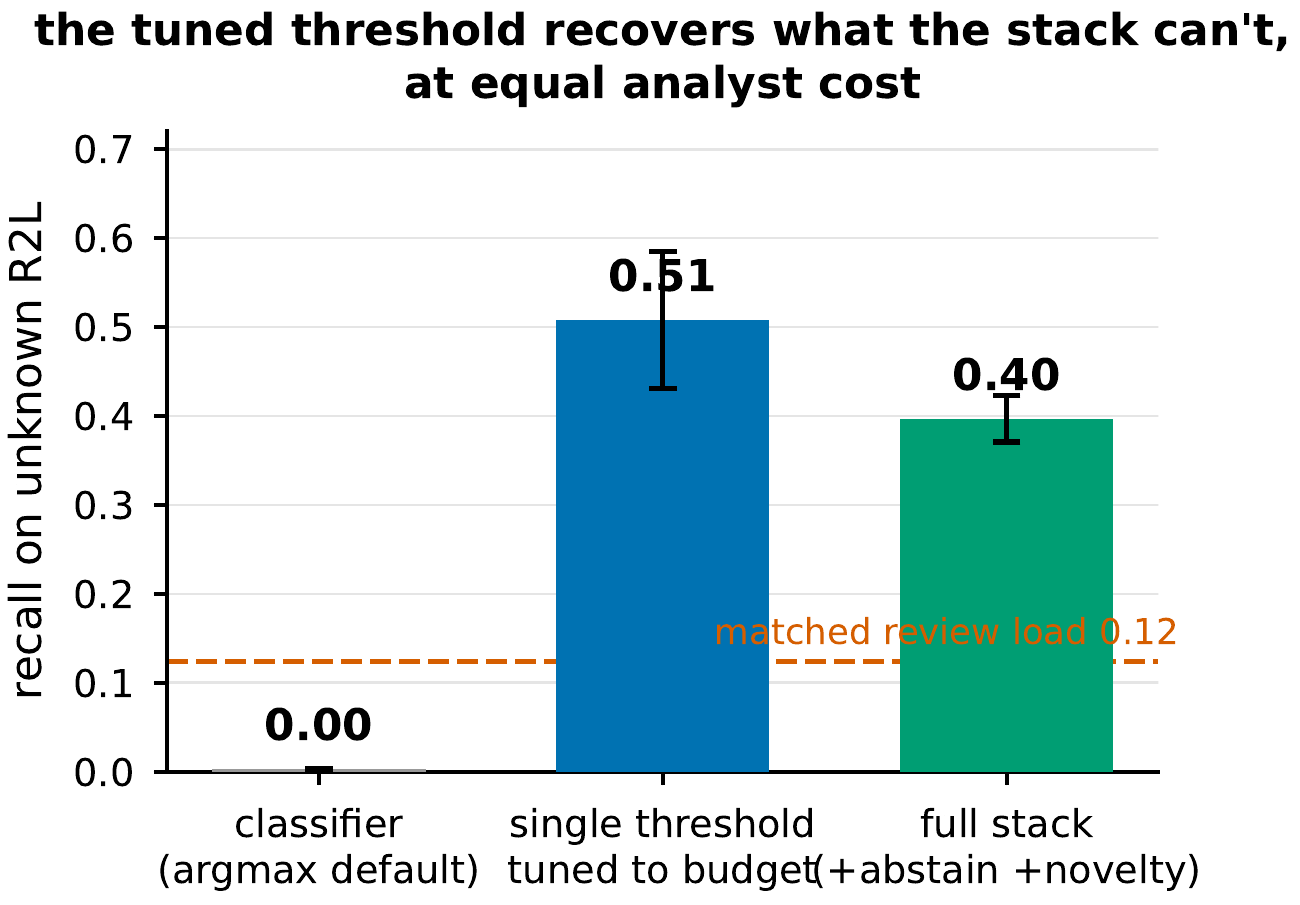 the tuned threshold recovers what the stack can't,
at equal analyst cost
recall on unknown R2L
0.7
0.6
0.5
0.4
0.3
0.2
0.1
0.0
0.00
0.51
0.40
matched review load 0.12
classifier
(argmax default)
single threshold
tuned to budget
full stack
(+abstain +novelty)